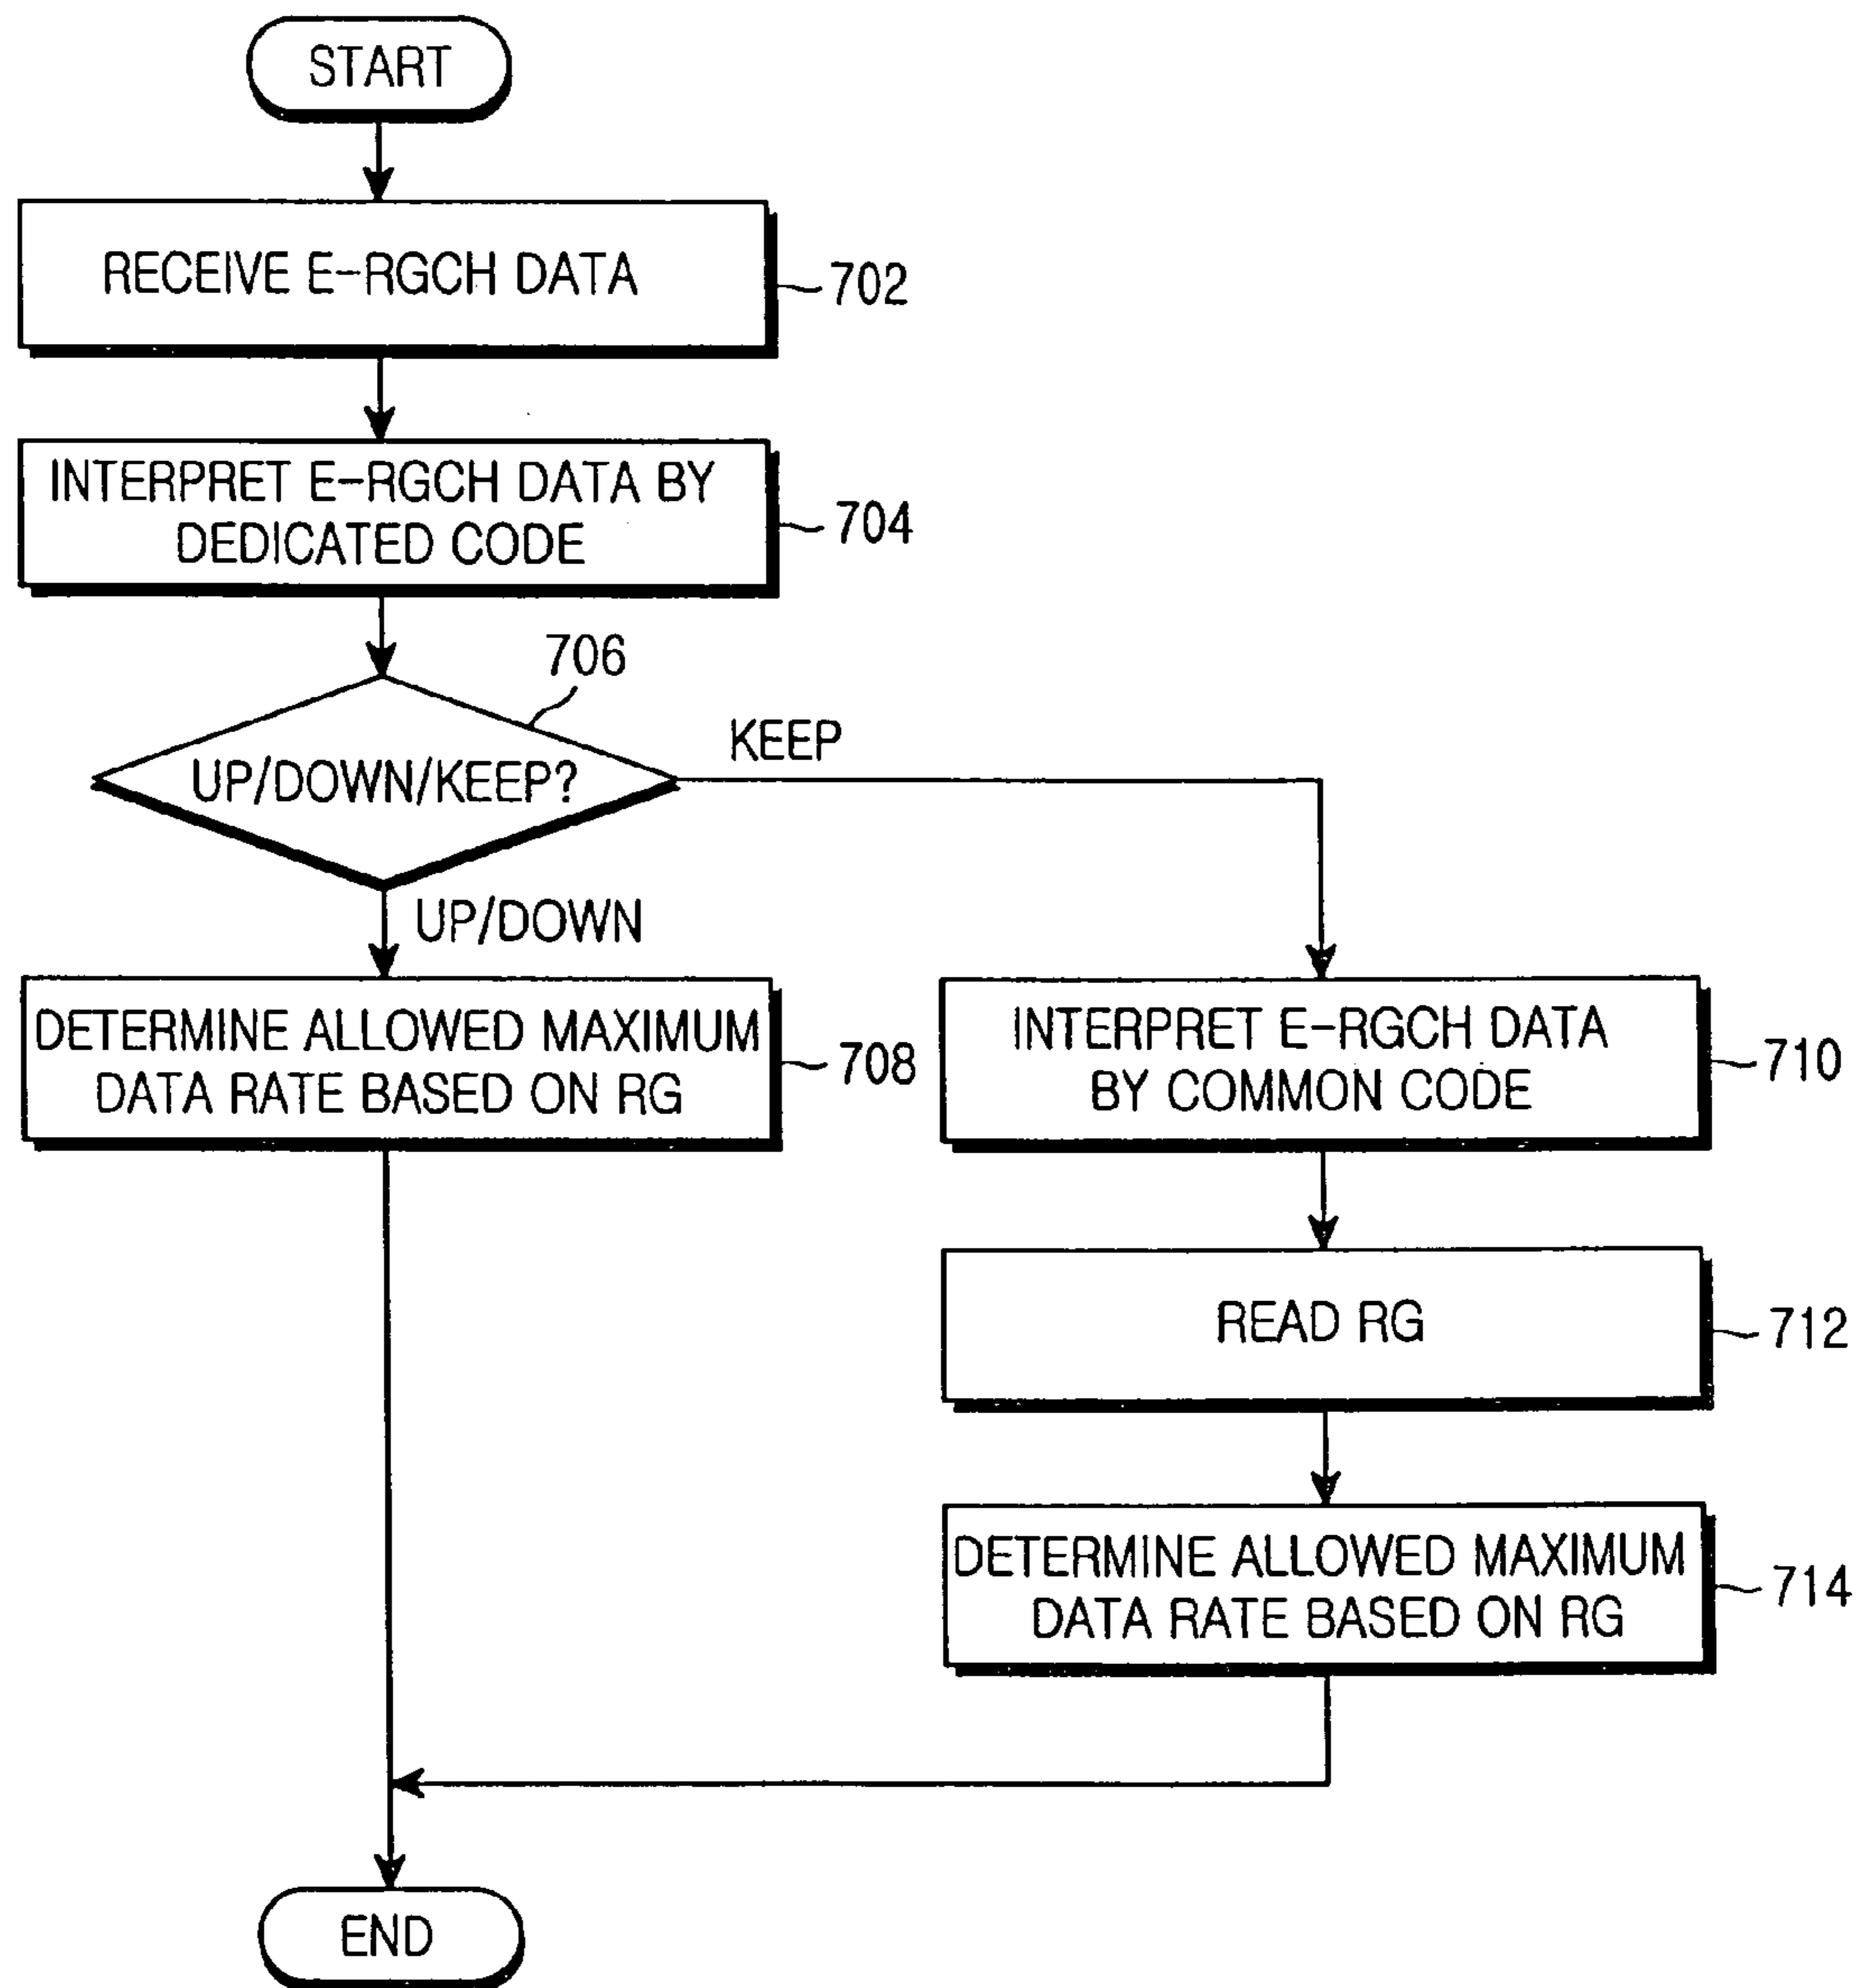 START
RECEIVE E-RGCH DATA
702
INTERPRET E-RGCH DATA BY
DEDICATED CODE
704
706
UP/DOWN/KEEP?
KEEP
UP/DOWN
DETERMINE ALLOWED MAXIMUM
DATA RATE BASED ON RG
708
INTERPRET E-RGCH DATA
BY COMMON CODE
710
READ RG
712
DETERMINE ALLOWED MAXIMUM
DATA RATE BASED ON RG
714
END